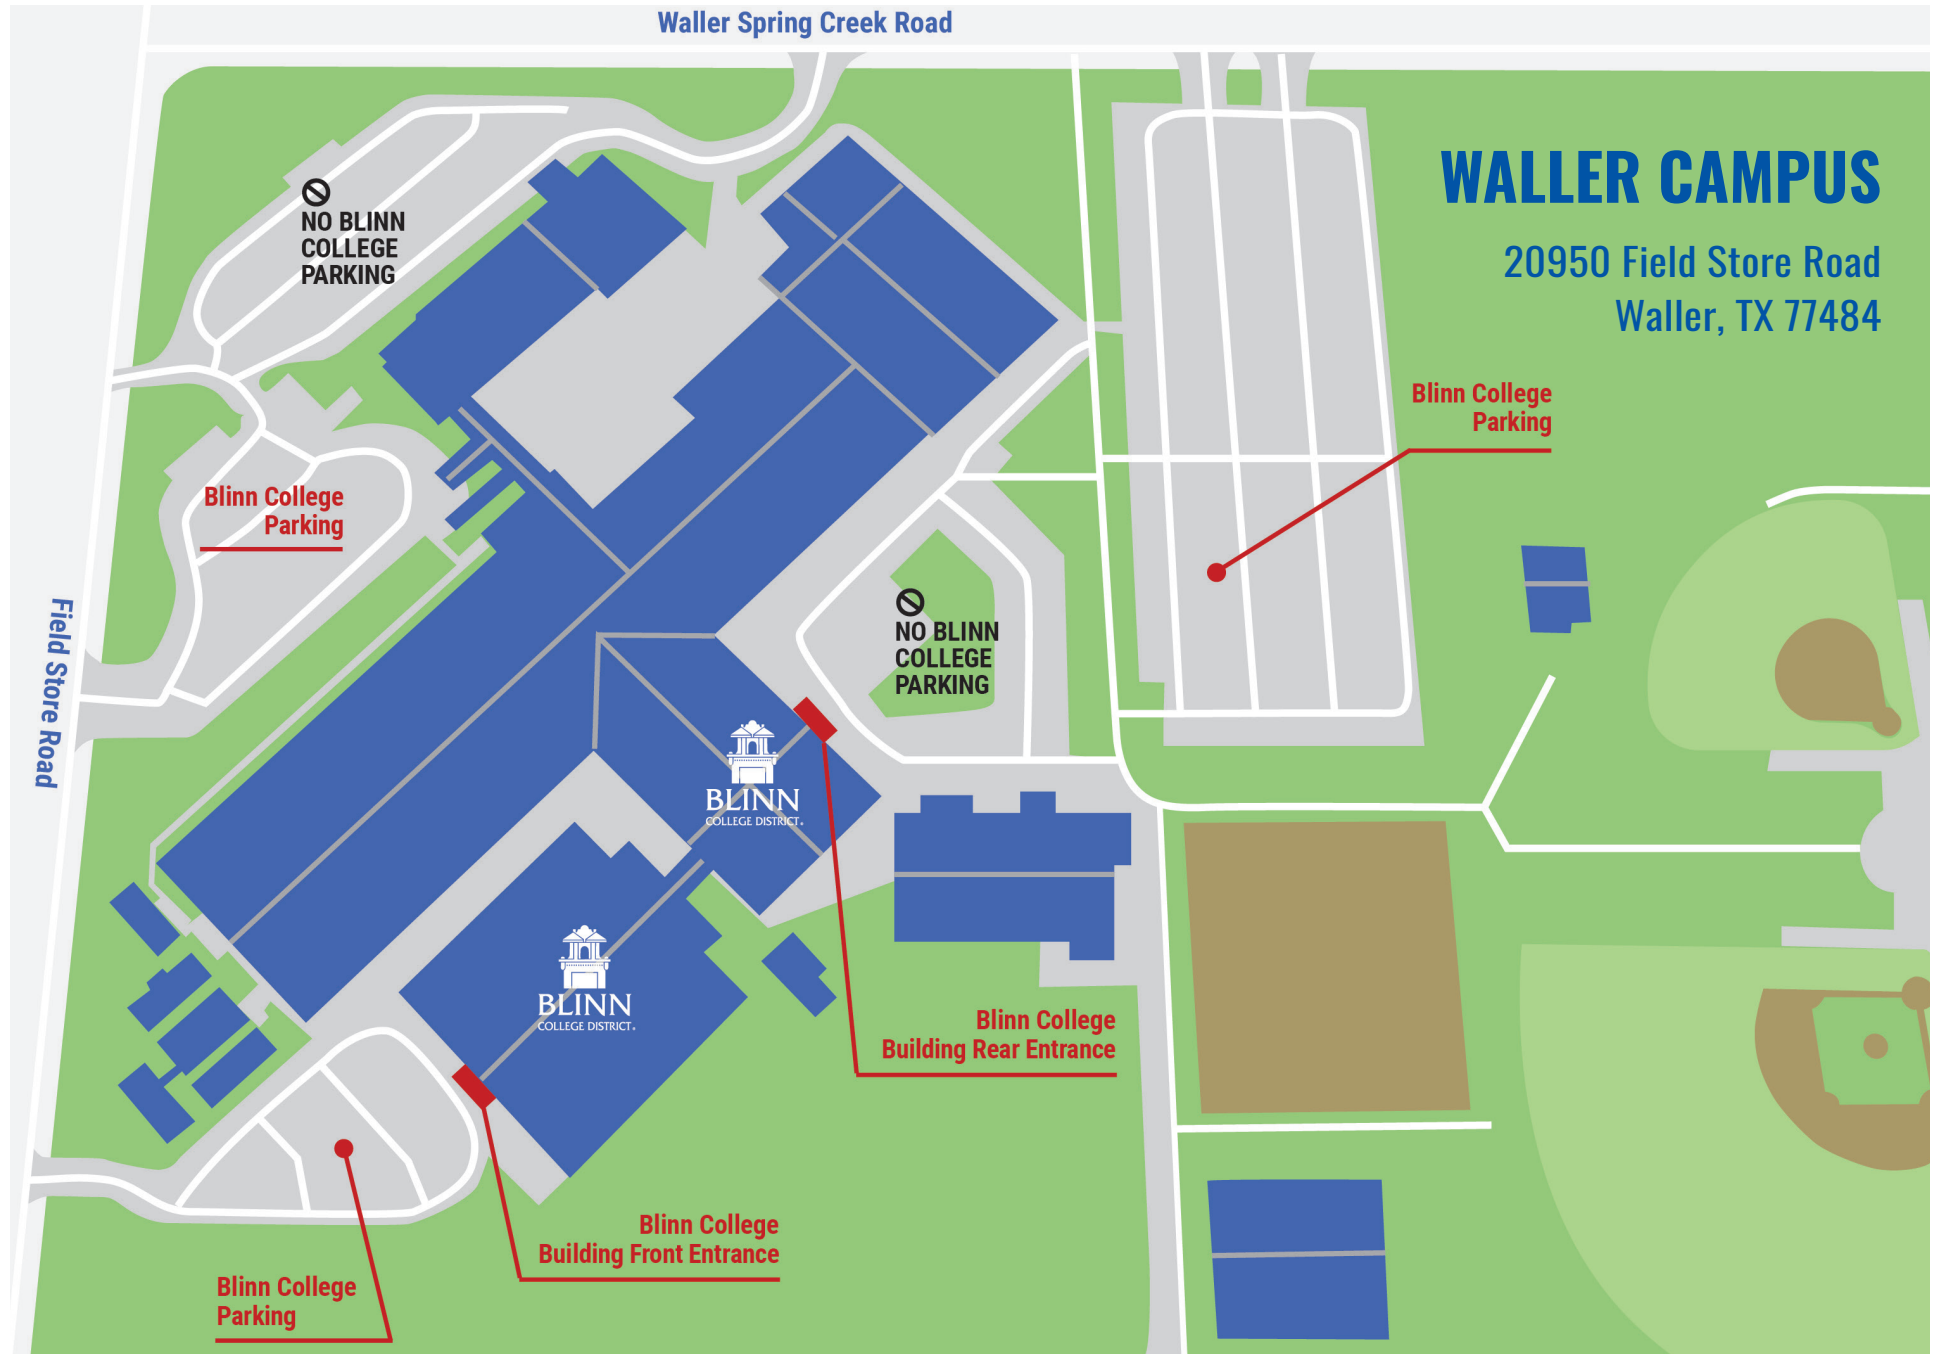 Waller Spring Creek Road
WALLER CAMPUS
20950 Field Store Road
Waller, TX 77484
NO BLINN
COLLEGE
PARKING
Blinn College
Parking
Blinn College
Parking
NO BLINN
COLLEGE
PARKING
Field Store Road
BLINN
COLLEGE DISTRICT.
BLINN
COLLEGE DISTRICT.
Blinn College
Building Rear Entrance
Blinn College
Building Front Entrance
Blinn College
Parking